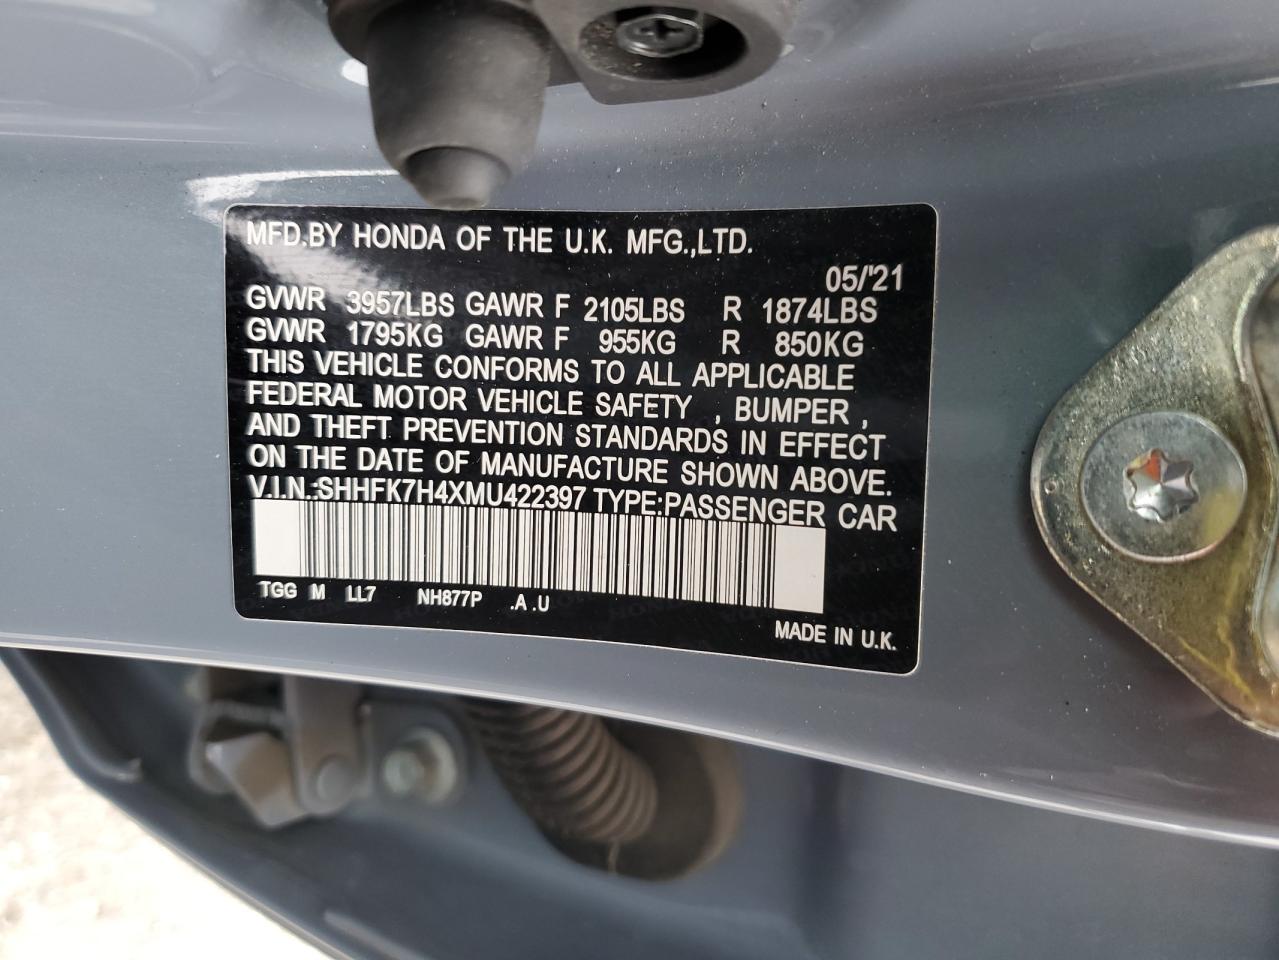 MFD.BY HONDA OF THE U.K. MFG.,LTD.
05/'21
GVWR 3957LBS GAWR F 2105LBS R 1874LBS
GVWR 1795KG GAWR F 955KG R 850KG
THIS VEHICLE CONFORMS TO ALL APPLICABLE
FEDERAL MOTOR VEHICLE SAFETY , BUMPER ,
AND THEFT PREVENTION STANDARDS IN EFFECT
ON THE DATE OF MANUFACTURE SHOWN ABOVE.
V.I.N.:SHHFK7H4XMU422397 TYPE:PASSENGER CAR
TGG M LL7 NH877P .A .U
MADE IN U.K.